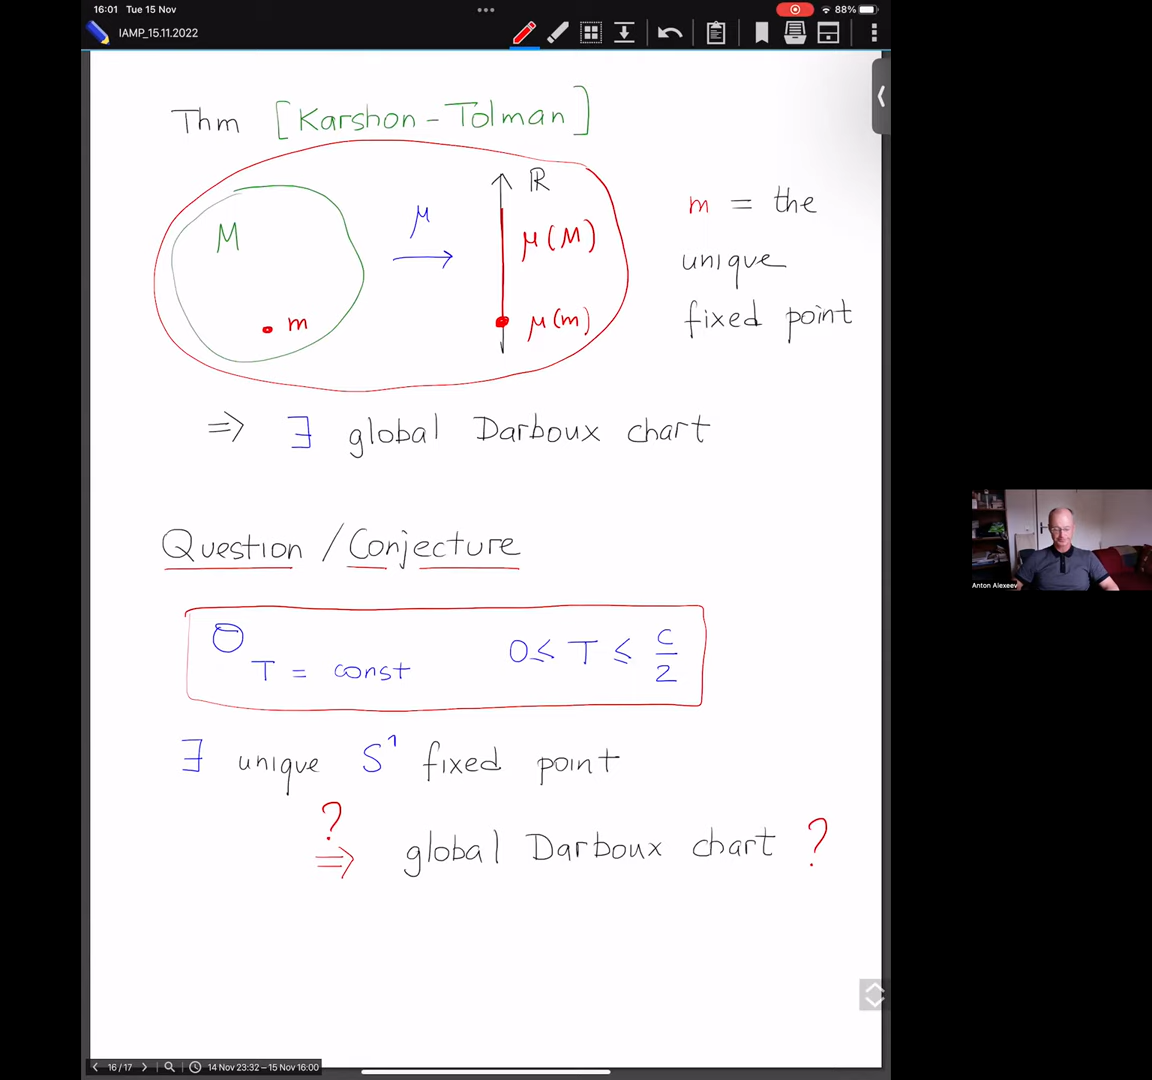 16:01 Tue 15 Nov
88%
IAMP_15.11.2022
Thm [Karshon-Tolman]
M
m
μ
ℝ
μ(M)
μ(m)
m = the
unique
fixed point
⇒ ∃ global Darboux chart
Question / Conjecture
O T = const 0 ≤ T ≤ c/2
∃ unique S¹ fixed point
? ⇒ global Darboux chart ?
Anton Alexeev
16/17
14 Nov 23:32 – 15 Nov 16:00